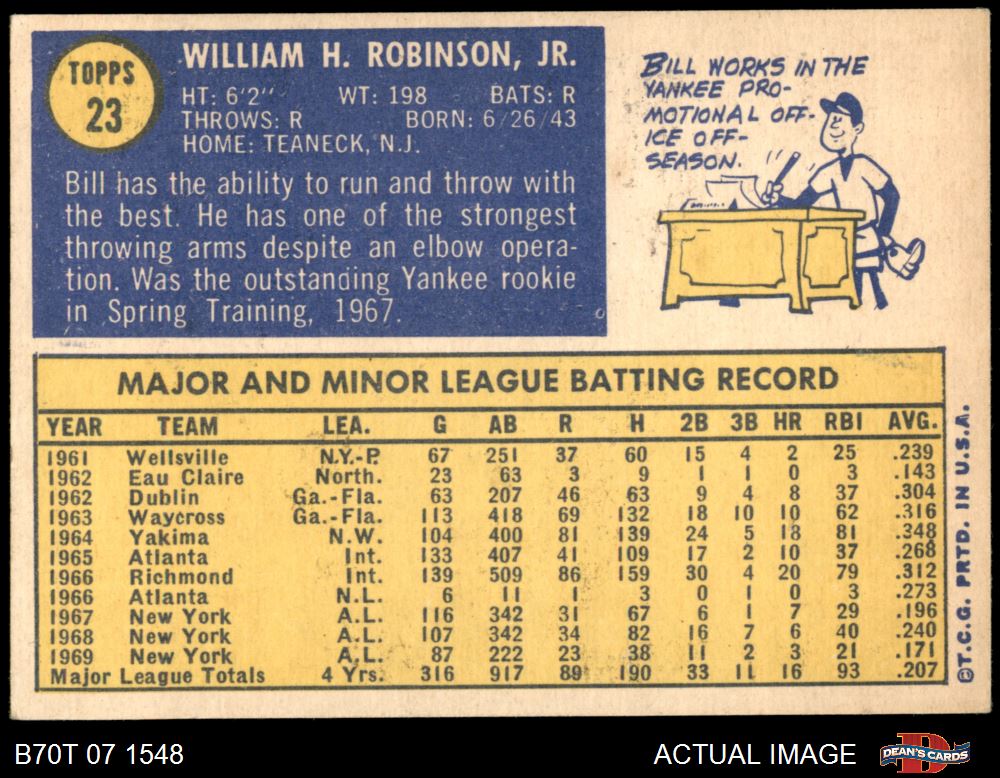 TOPPS
23
WILLIAM H. ROBINSON, JR.
HT: 6'2" WT: 198 BATS: R
THROWS: R BORN: 6/26/43
HOME: TEANECK, N.J.
Bill has the ability to run and throw with
the best. He has one of the strongest
throwing arms despite an elbow opera-
tion. Was the outstanding Yankee rookie
in Spring Training, 1967.
BILL WORKS IN THE
YANKEE PRO-
MOTIONAL OFF-
ICE OFF-
SEASON.
MAJOR AND MINOR LEAGUE BATTING RECORD
YEAR TEAM LEA. G AB R H 2B 3B HR RBI AVG.
1961 Wellsville N.Y.-P. 67 251 37 60 15 4 2 25 .239
1962 Eau Claire North. 23 63 3 9 1 1 0 3 .143
1962 Dublin Ga.-Fla. 63 207 46 63 9 4 8 37 .304
1963 Waycross Ga.-Fla. 113 418 69 132 18 10 10 62 .316
1964 Yakima N.W. 104 400 81 139 24 5 18 81 .348
1965 Atlanta Int. 133 407 41 109 17 2 10 37 .268
1966 Richmond Int. 139 509 86 159 30 4 20 79 .312
1966 Atlanta N.L. 6 11 1 3 0 1 0 3 .273
1967 New York A.L. 116 342 31 67 6 1 7 29 .196
1968 New York A.L. 107 342 34 82 16 7 6 40 .240
1969 New York A.L. 87 222 23 38 11 2 3 21 .171
Major League Totals 4 Yrs. 316 917 89 190 33 11 16 93 .207
©T.C.G. PRTD. IN U.S.A.
B70T 07 1548
ACTUAL IMAGE
DEAN'S CARDS